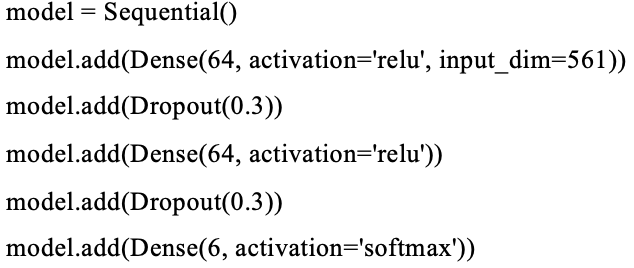 model = Sequential()
model.add(Dense(64, activation='relu', input_dim=561))
model.add(Dropout(0.3))
model.add(Dense(64, activation='relu'))
model.add(Dropout(0.3))
model.add(Dense(6, activation='softmax'))